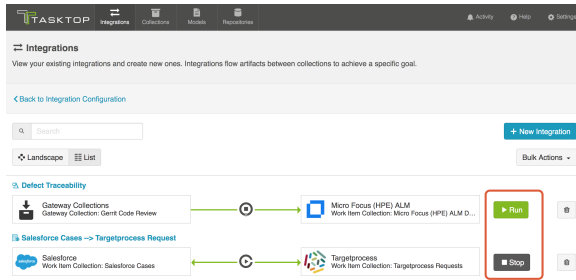 TASKTOP
Integrations
Collections
Models
Repositories
Activity
Help
Settings
Integrations
View your existing integrations and create new ones. Integrations flow artifacts between collections to achieve a specific goal.
Back to Integration Configuration
Search
+ New Integration
Landscape
List
Bulk Actions
Defect Traceability
Gateway Collections
Gateway Collection: Gerrit Code Review
Micro Focus (HPE) ALM
Work Item Collection: Micro Focus (HPE) ALM D...
Run
Salesforce Cases --> Targetprocess Request
salesforce
Salesforce
Work Item Collection: Salesforce Cases
Targetprocess
Work Item Collection: Targetprocess Requests
Stop